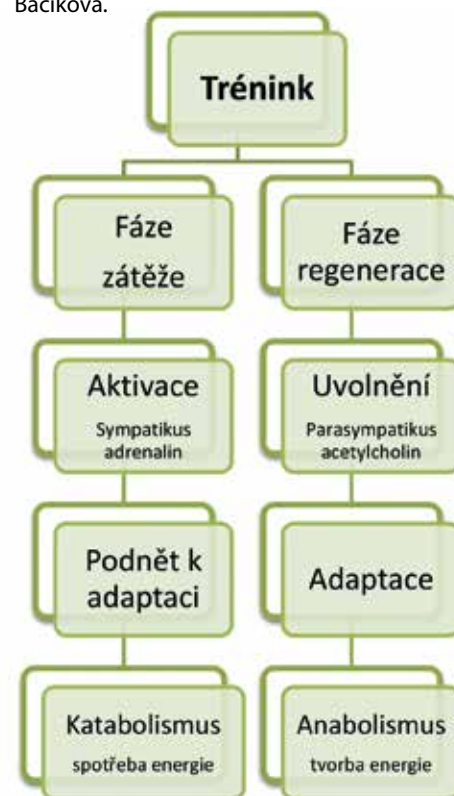 Bačíková.
Trénink
Fáze
zátěže
Aktivace
Sympatikus
adrenalin
Podnět k
adaptaci
Katabolismus
spotřeba energie
Fáze
regenerace
Uvolnění
Parasympatikus
acetylcholin
Adaptace
Anabolismus
tvorba energie